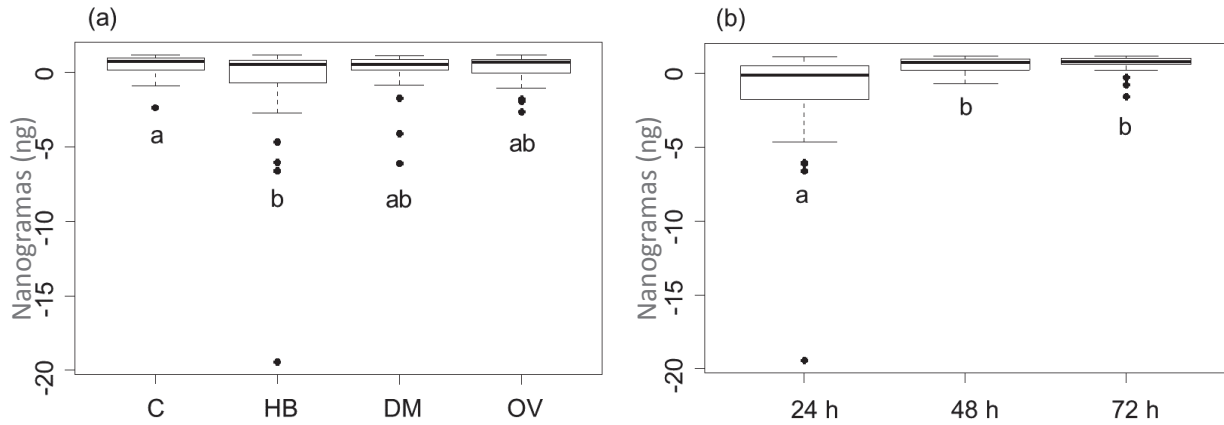 (a)
Nanogramas (ng)
0
-5
-10
-15
-20
a
b
ab
ab
C HB DM OV
(b)
Nanogramas (ng)
0
-5
-10
-15
-20
a
b
b
24 h 48 h 72 h